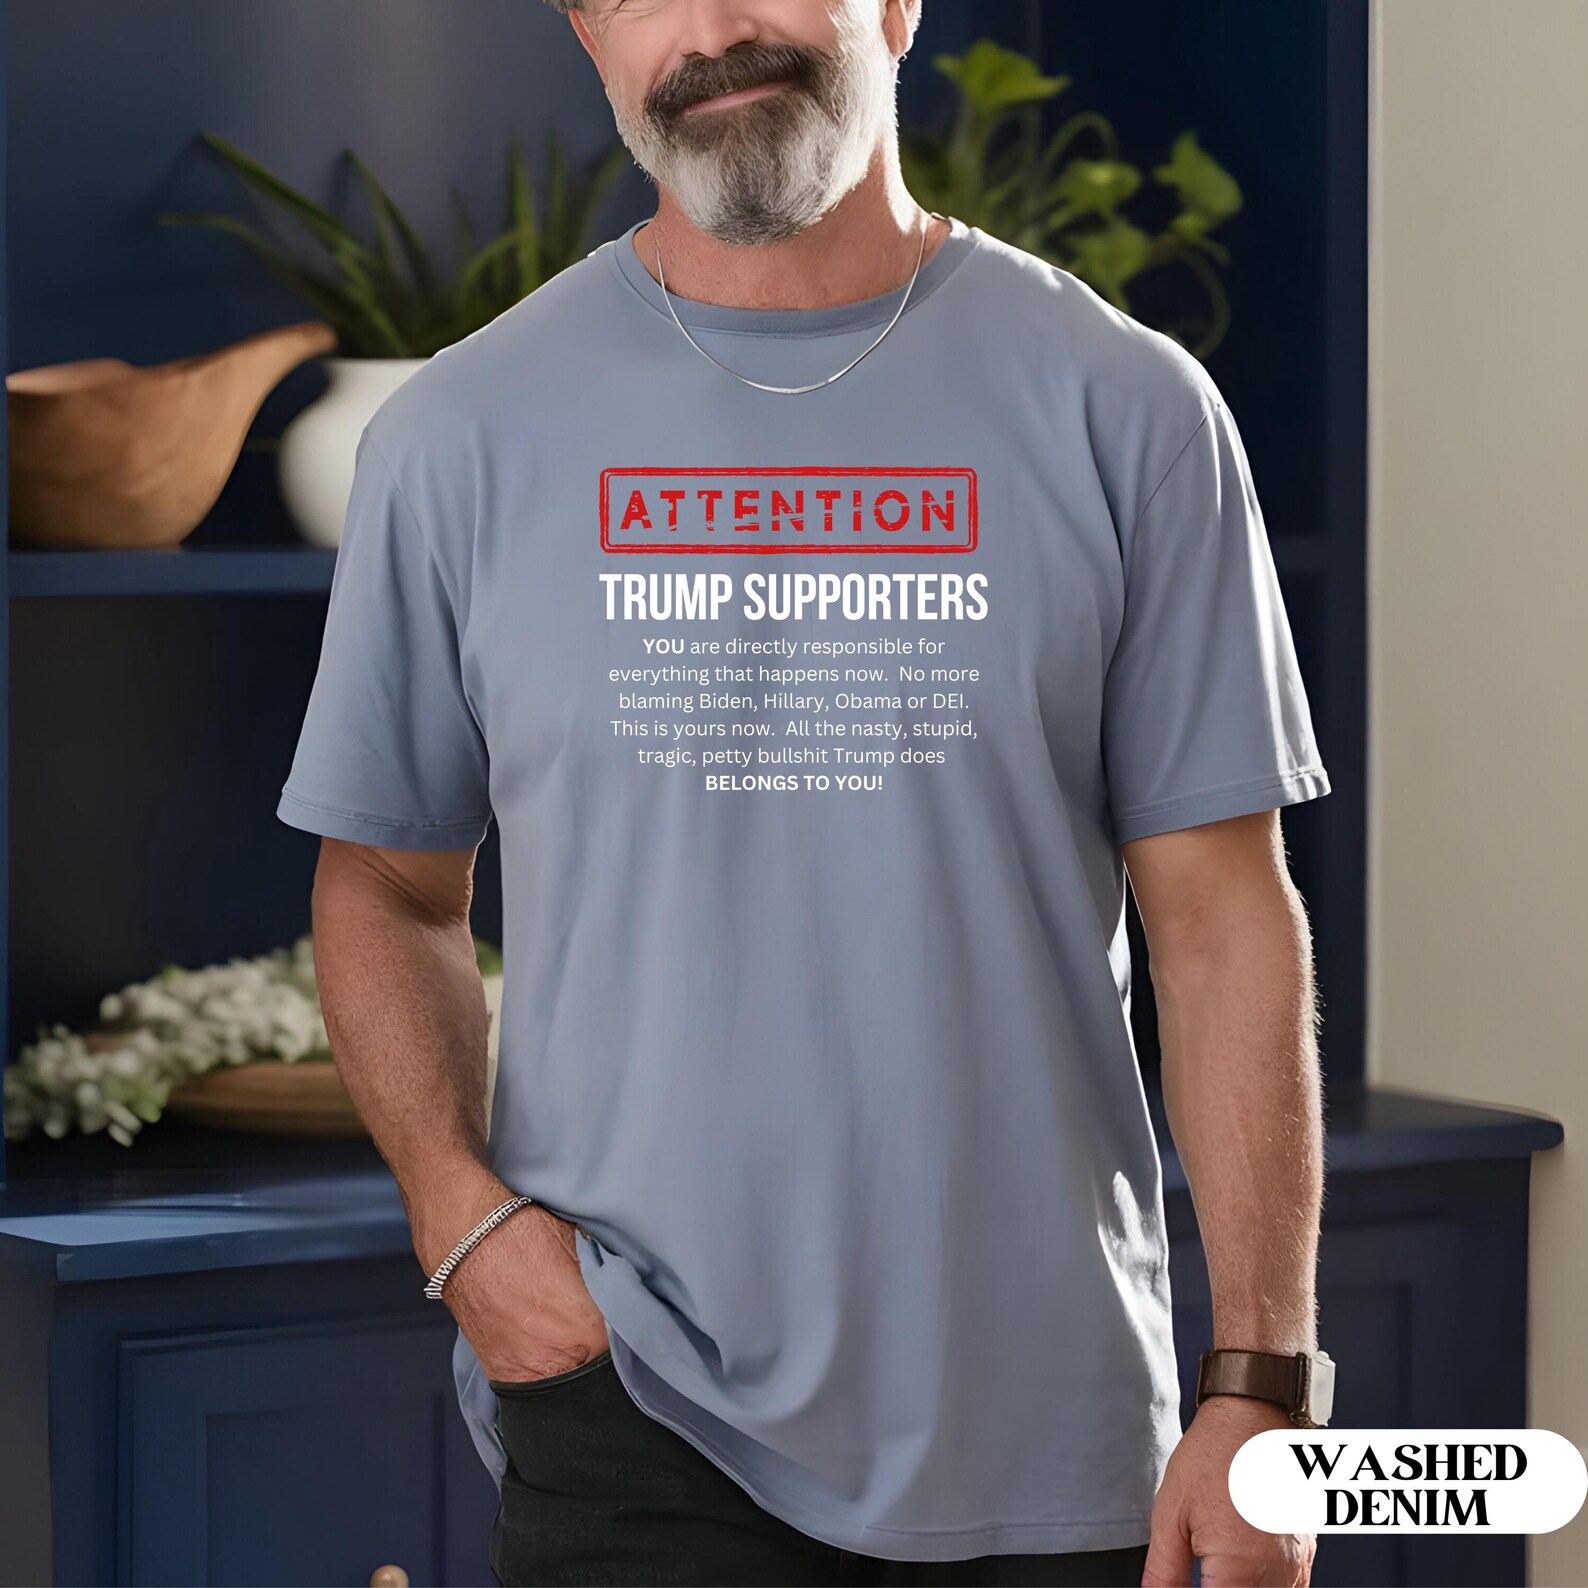 ATTENTION
TRUMP SUPPORTERS
YOU are directly responsible for
everything that happens now.  No more
blaming Biden, Hillary, Obama or DEI.
This is yours now.  All the nasty, stupid,
tragic, petty bullshit Trump does
BELONGS TO YOU!
WASHED
DENIM